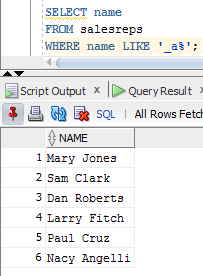 SELECT name
FROM salesreps
WHERE name LIKE '_a%';
Script Output × Query Result ×
SQL | All Rows Fetch
NAME
1 Mary Jones
2 Sam Clark
3 Dan Roberts
4 Larry Fitch
5 Paul Cruz
6 Nacy Angelli